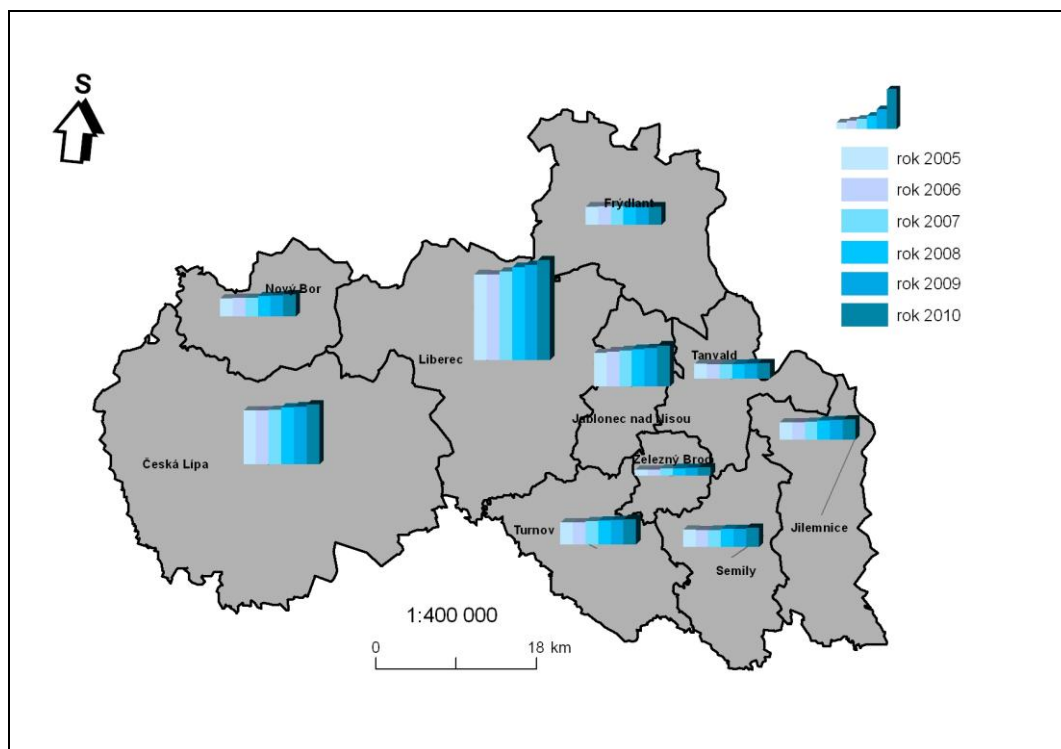 S
rok 2005
rok 2006
rok 2007
rok 2008
rok 2009
rok 2010
Frýdlant
Nový Bor
Liberec
Tanvald
Jablonec nad Nisou
Česká Lípa
Železný Brod
Turnov
Jilemnice
Semily
1:400 000
0 18 km